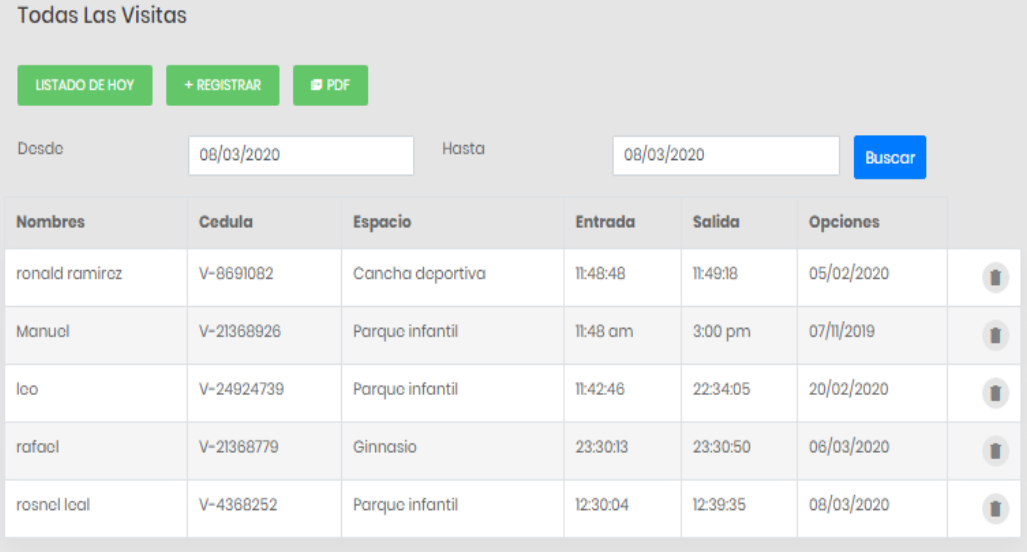 Todas Las Visitas
LISTADO DE HOY + REGISTRAR PDF
Desde 08/03/2020 Hasta 08/03/2020 Buscar
Nombres Cedula Espacio Entrada Salida Opciones
ronald ramirez V-8691082 Cancha deportiva 11:48:48 11:49:18 05/02/2020
Manuel V-21368926 Parque infantil 11:48 am 3:00 pm 07/11/2019
leo V-24924739 Parque infantil 11:42:46 22:34:05 20/02/2020
rafael V-21368779 Ginnasio 23:30:13 23:30:50 06/03/2020
rosnel leal V-4368252 Parque infantil 12:30:04 12:39:35 08/03/2020